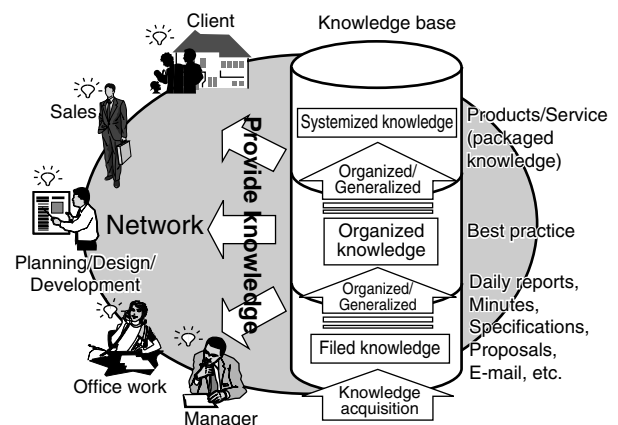 Client
Knowledge base
Sales
Systemized knowledge
Products/Service
(packaged
knowledge)
Provide knowledge
Organized/
Generalized
Network
Organized
knowledge
Best practice
Planning/Design/
Development
Organized/
Generalized
Daily reports,
Minutes,
Specifications,
Proposals,
E-mail, etc.
Filed knowledge
Office work
Knowledge
acquisition
Manager